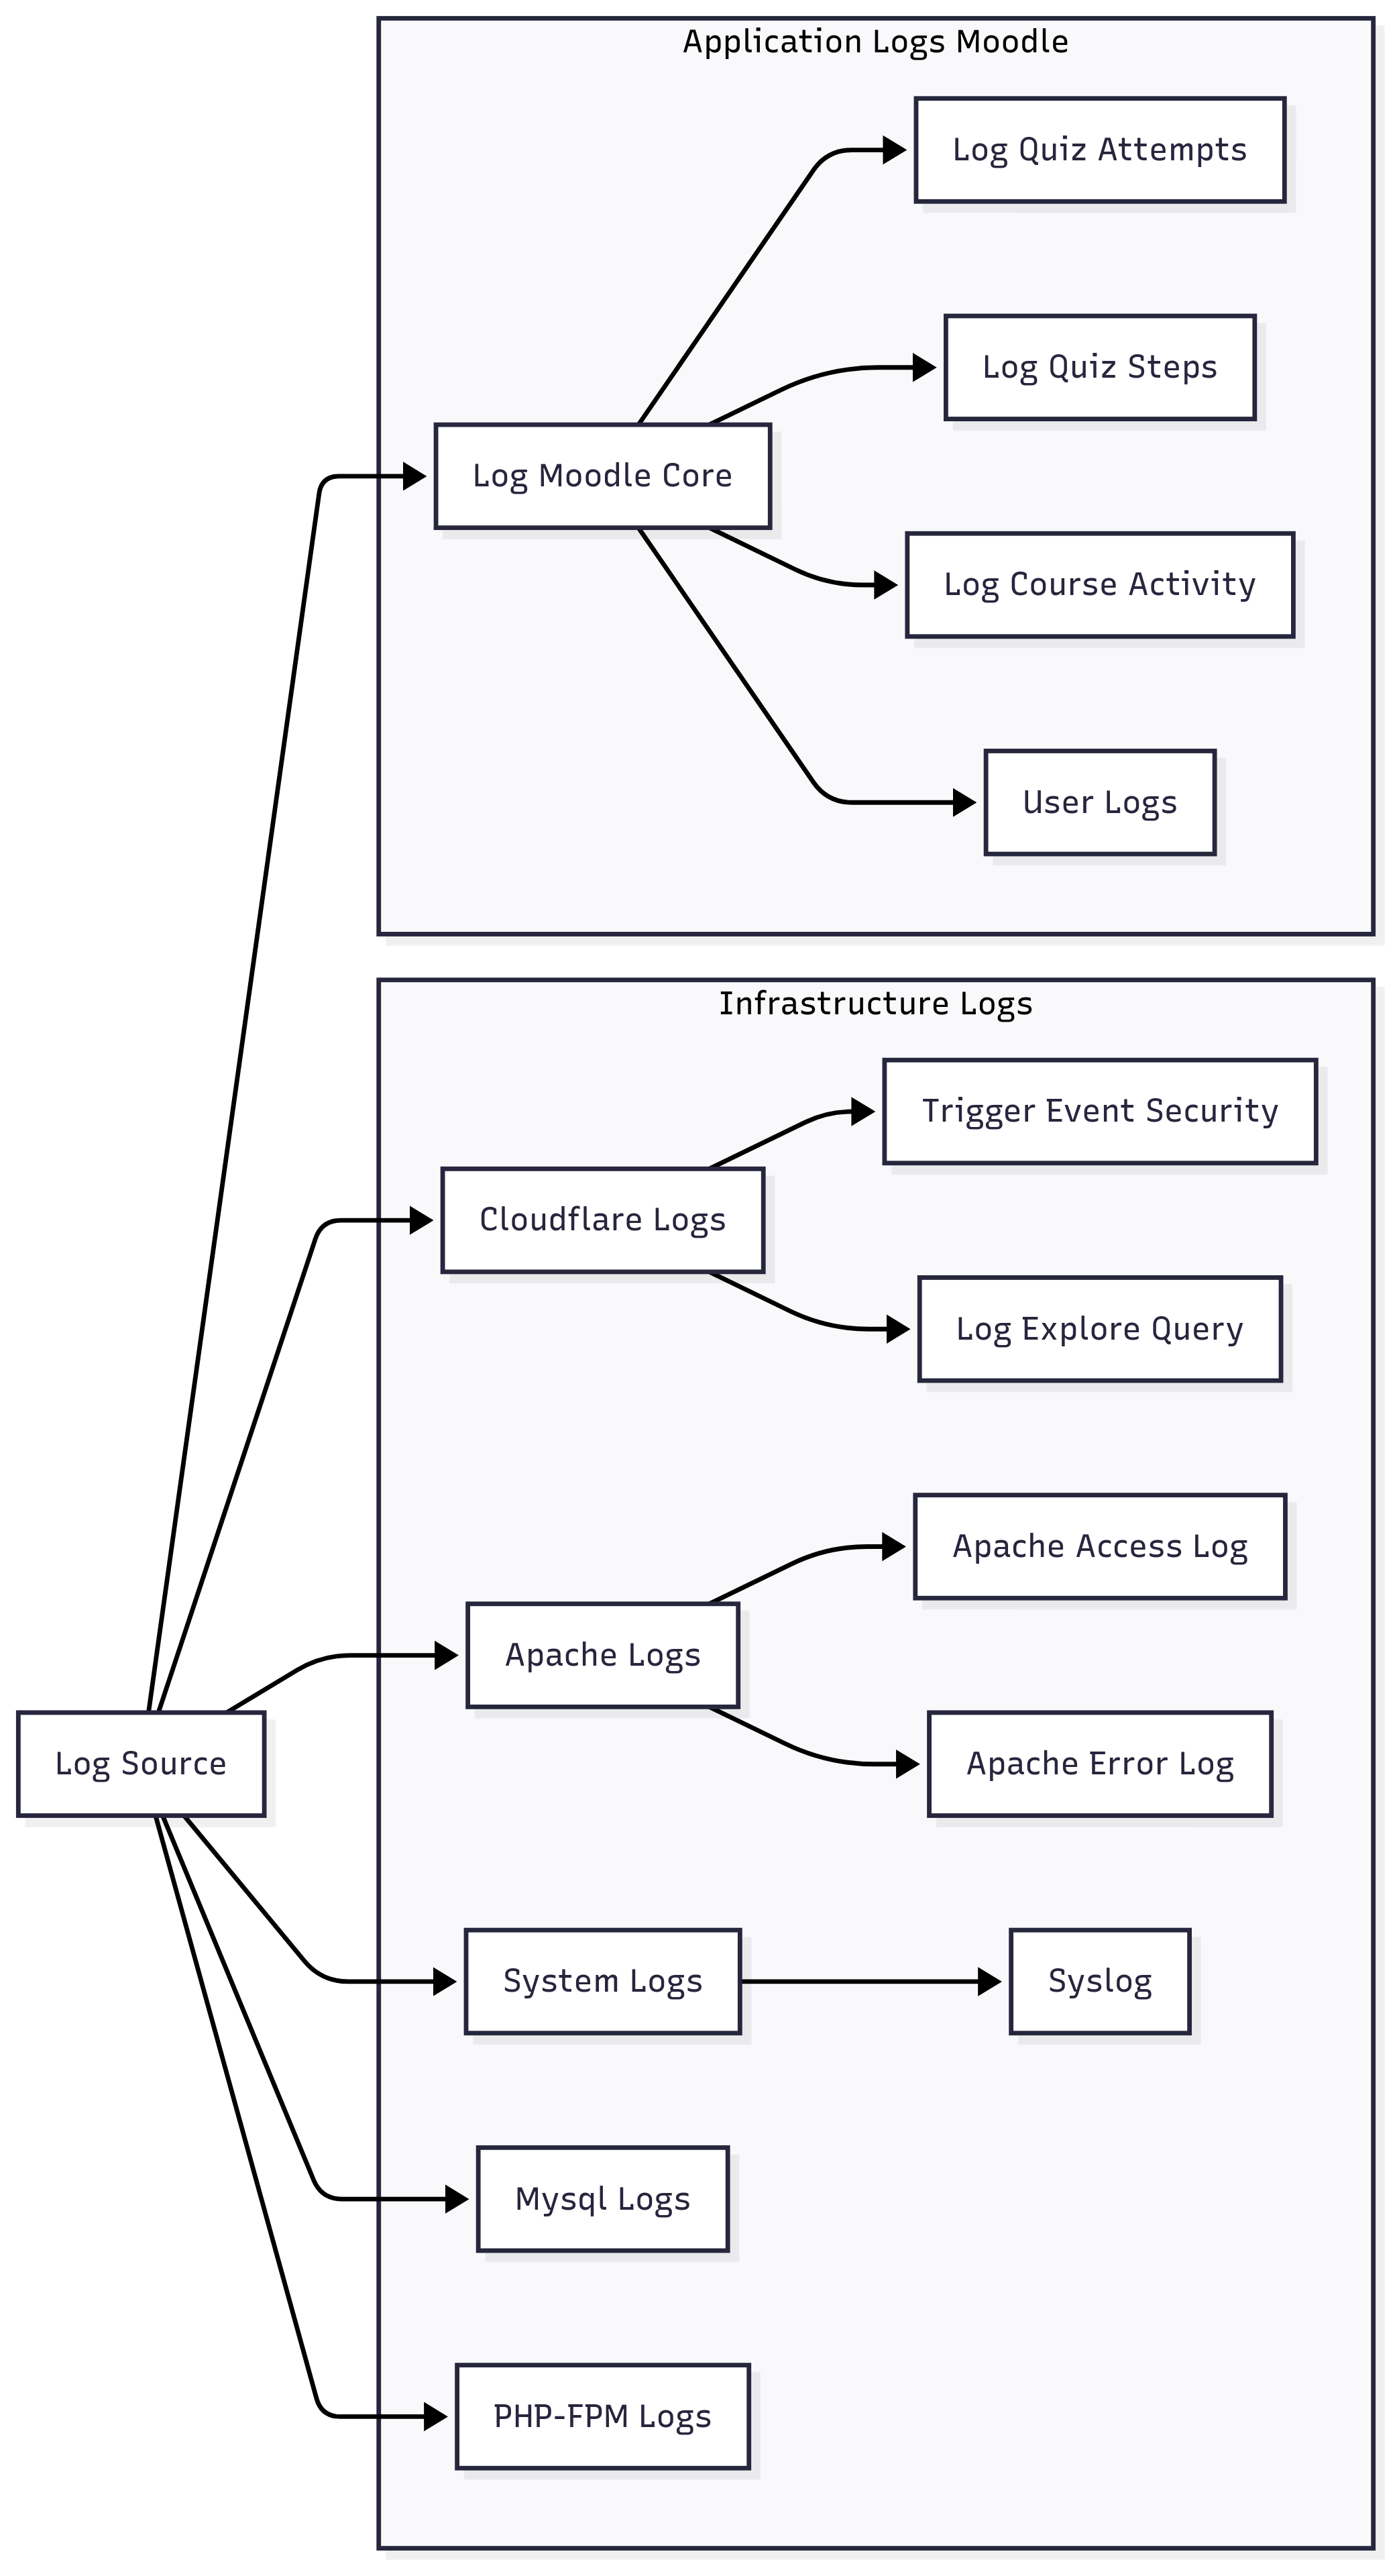 Application Logs Moodle
Log Quiz Attempts
Log Quiz Steps
Log Moodle Core
Log Course Activity
User Logs
Infrastructure Logs
Trigger Event Security
Cloudflare Logs
Log Explore Query
Apache Access Log
Apache Logs
Log Source
Apache Error Log
System Logs
Syslog
Mysql Logs
PHP-FPM Logs